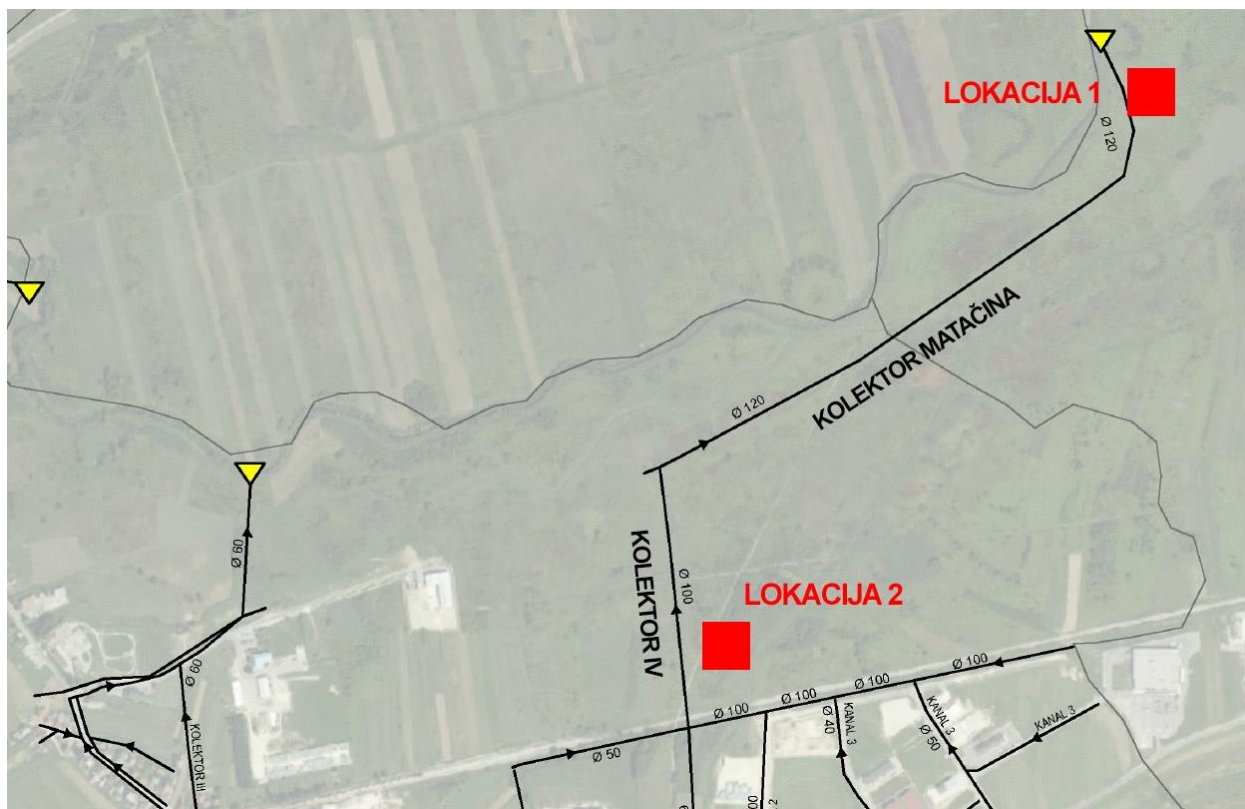 LOKACIJA 1
Ø 120
KOLEKTOR MATAČINA
Ø 120
KOLEKTOR IV
Ø 100
Ø 60
LOKACIJA 2
Ø 60
KOLEKTOR III
Ø 50
Ø 100
Ø 100
Ø 100
Ø 100
Ø 40
KANAL 3
KANAL 3
Ø 50
KANAL 3